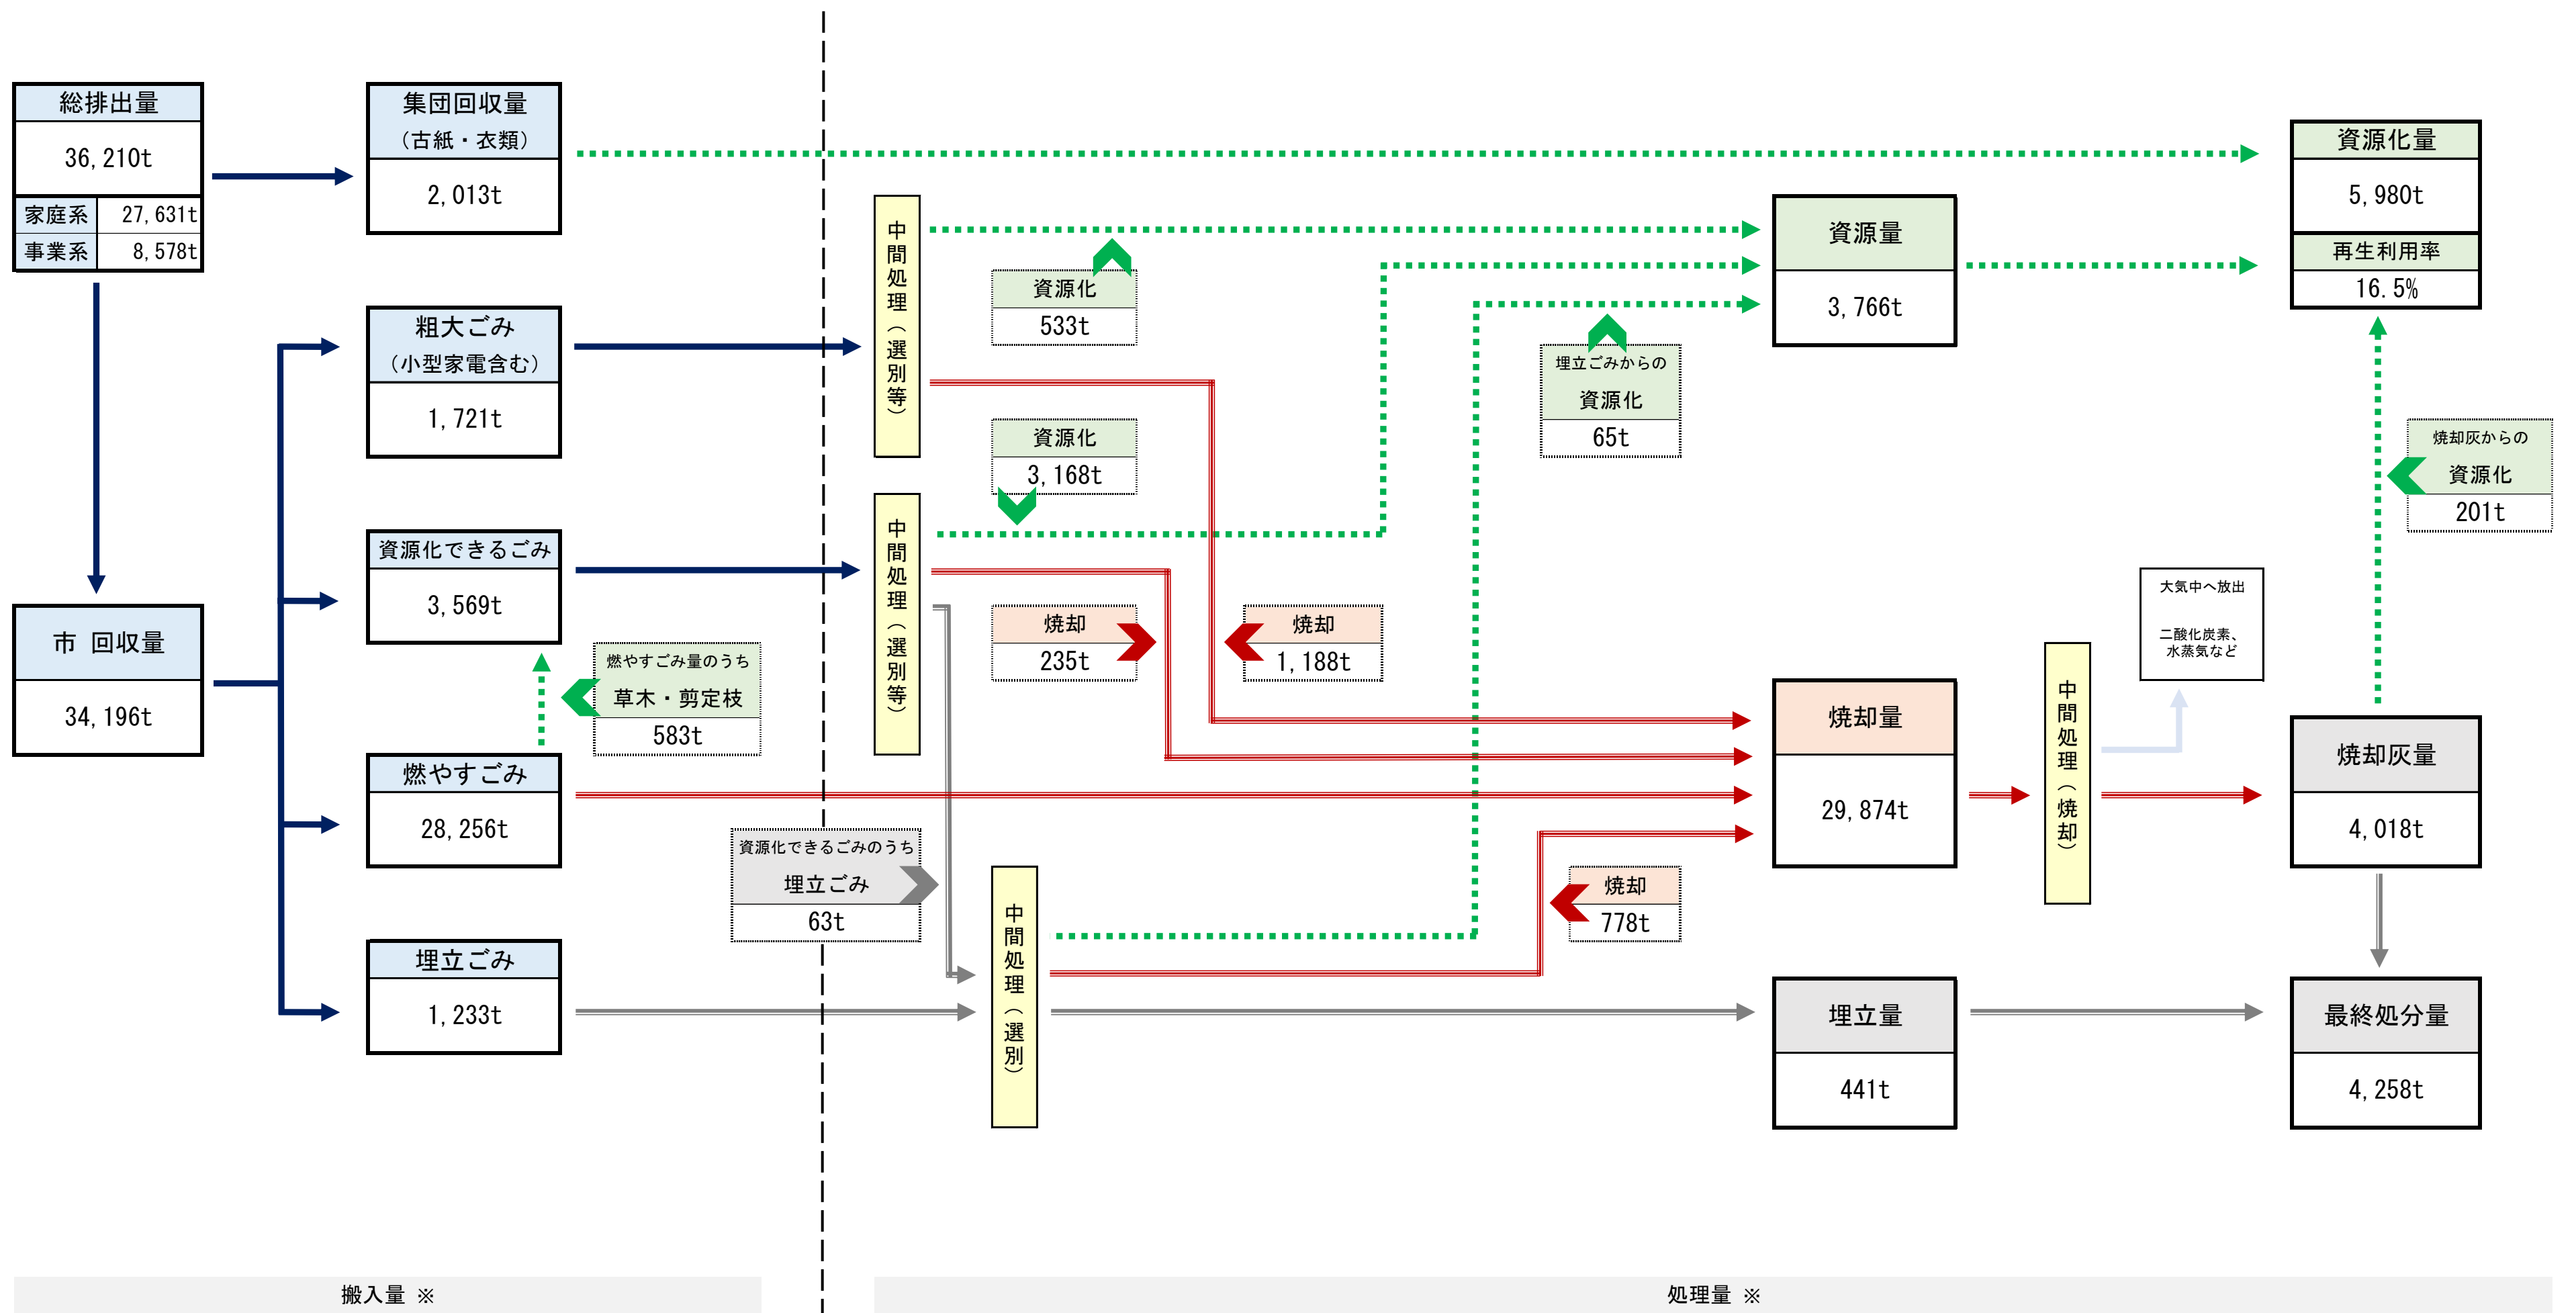 総排出量
36,210t
家庭系 27,631t
事業系 8,578t
集団回収量
（古紙・衣類）
2,013t
粗大ごみ
（小型家電含む）
1,721t
資源化できるごみ
3,569t
市 回収量
34,196t
燃やすごみ量のうち
草木・剪定枝
583t
燃やすごみ
28,256t
埋立ごみ
1,233t
中間処理（選別等）
資源化
533t
資源化
3,168t
中間処理（選別等）
焼却
235t
焼却
1,188t
資源化できるごみのうち
埋立ごみ
63t
中間処理（選別）
埋立ごみからの
資源化
65t
焼却
778t
資源量
3,766t
焼却量
29,874t
埋立量
441t
中間処理（焼却）
大気中へ放出
二酸化炭素、
水蒸気など
資源化量
5,980t
再生利用率
16.5%
焼却灰からの
資源化
201t
焼却灰量
4,018t
最終処分量
4,258t
搬入量 ※
処理量 ※